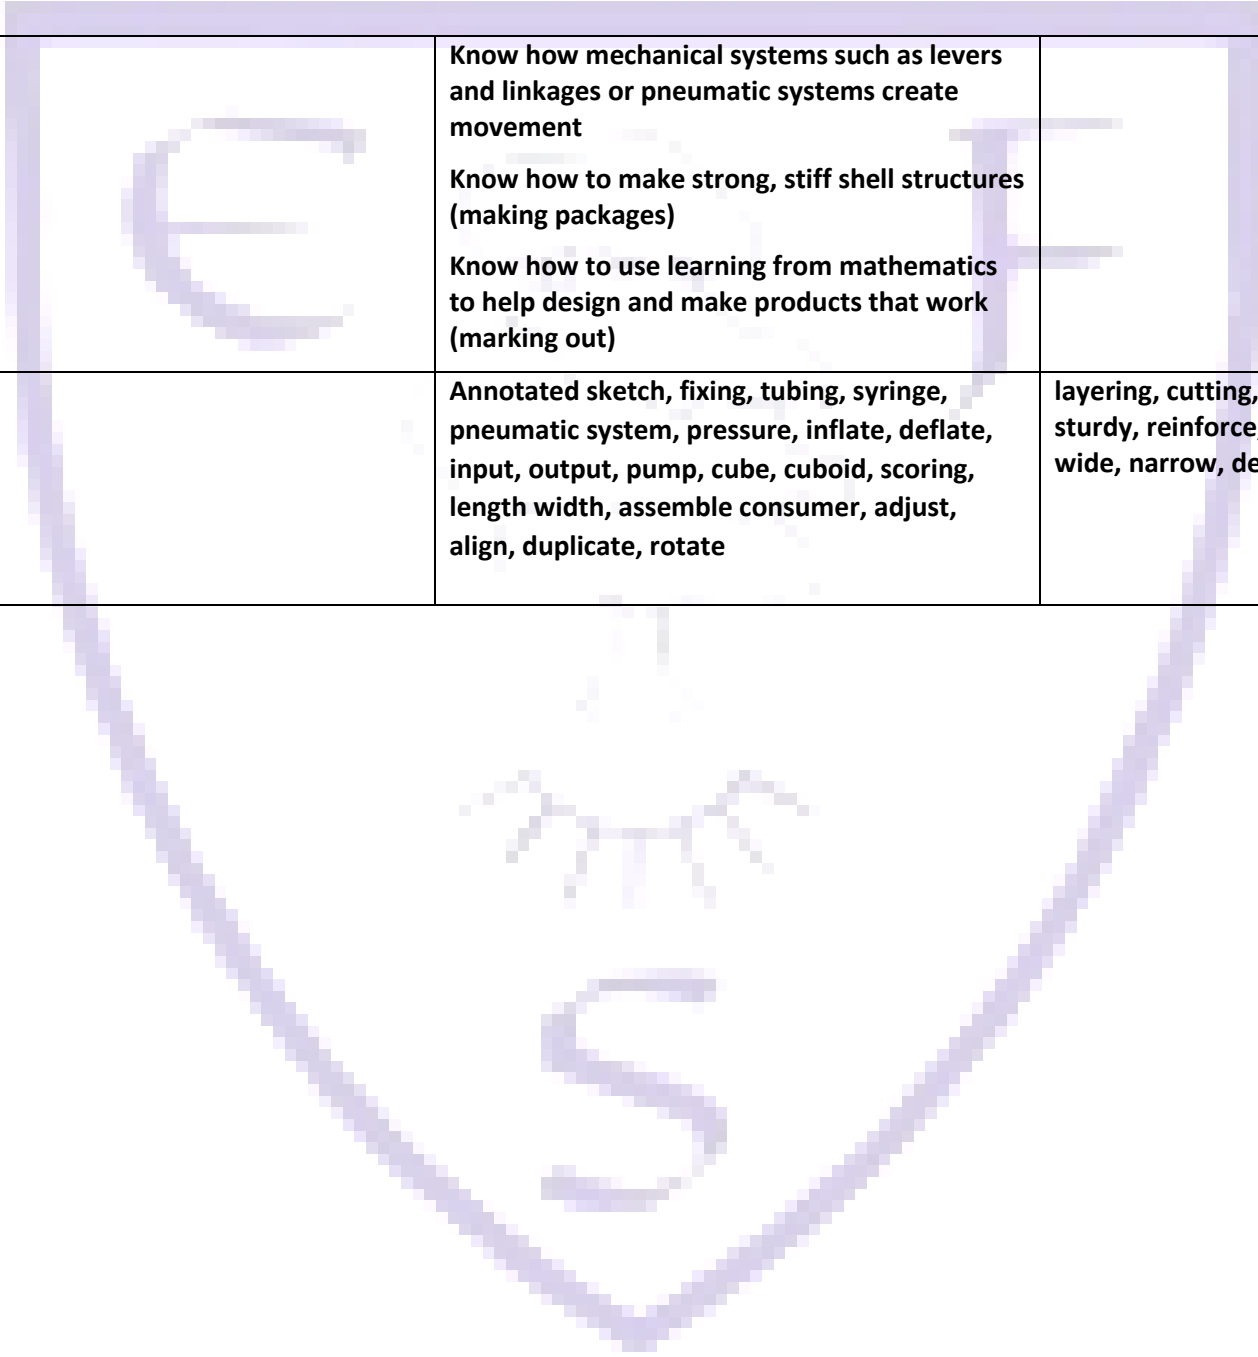 Know how mechanical systems such as levers
and linkages or pneumatic systems create
movement
Know how to make strong, stiff shell structures
(making packages)
Know how to use learning from mathematics
to help design and make products that work
(marking out)
Annotated sketch, fixing, tubing, syringe,
pneumatic system, pressure, inflate, deflate,
input, output, pump, cube, cuboid, scoring,
length width, assemble consumer, adjust,
align, duplicate, rotate
layering, cutting,
sturdy, reinforce,
wide, narrow, de
E F
S